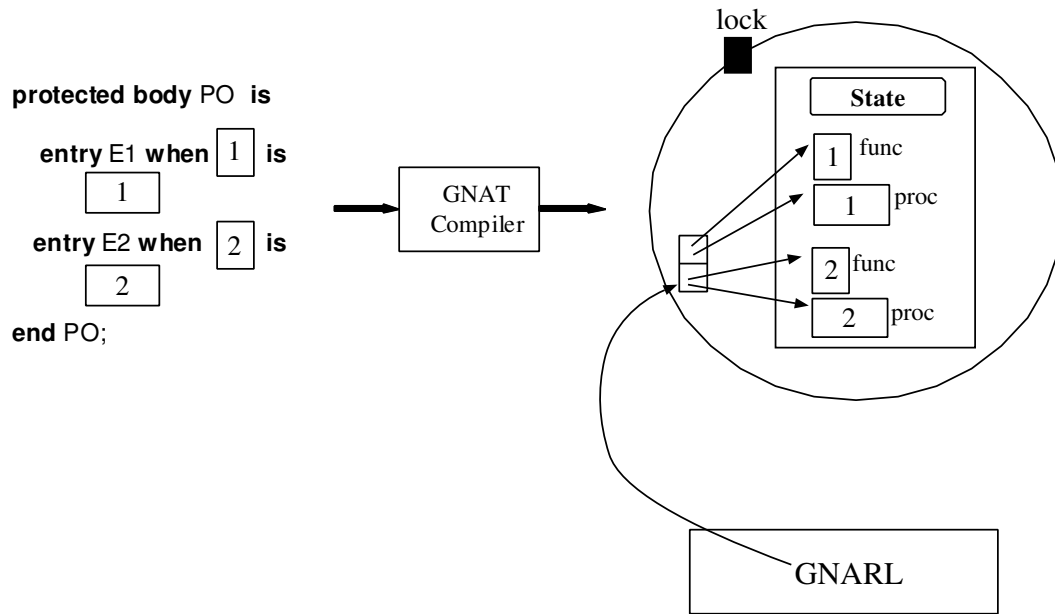 protected body PO is
entry E1 when 1 is
1
entry E2 when 2 is
2
end PO;
GNAT
Compiler
lock
State
1 func
1 proc
2 func
2 proc
GNARL